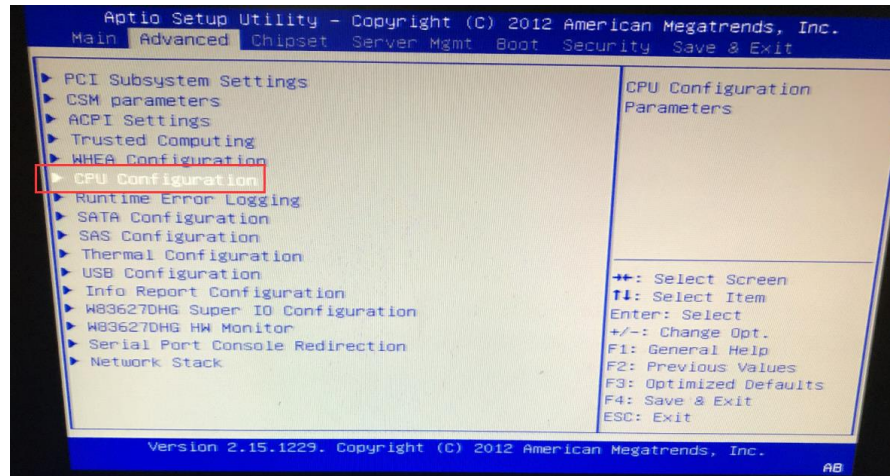 Aptio Setup Utility – Copyright (C) 2012 American Megatrends, Inc.
Main Advanced Chipset Server Mgmt Boot Security Save & Exit
PCI Subsystem Settings
CSM parameters
ACPI Settings
Trusted Computing
WHEA Configuration
CPU Configuration
Runtime Error Logging
SATA Configuration
SAS Configuration
Thermal Configuration
USB Configuration
Info Report Configuration
W83627DHG Super IO Configuration
W83627DHG HW Monitor
Serial Port Console Redirection
Network Stack
CPU Configuration
Parameters
→←: Select Screen
↑↓: Select Item
Enter: Select
+/-: Change Opt.
F1: General Help
F2: Previous Values
F3: Optimized Defaults
F4: Save & Exit
ESC: Exit
Version 2.15.1229. Copyright (C) 2012 American Megatrends, Inc.
AB